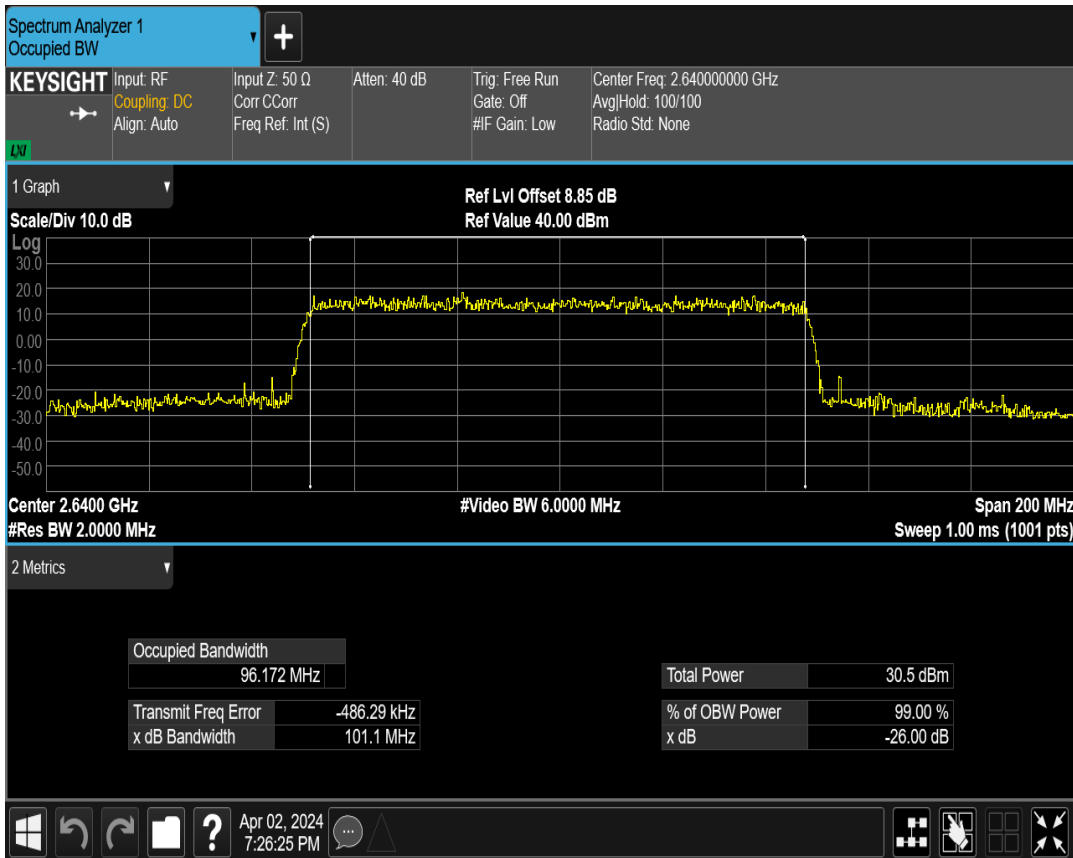 Spectrum Analyzer 1
Occupied BW
+
KEYSIGHT
LXI
Input: RF
Coupling: DC
Align: Auto
Input Z: 50 Ω
Corr CCorr
Freq Ref: Int (S)
Atten: 40 dB
Trig: Free Run
Gate: Off
#IF Gain: Low
Center Freq: 2.640000000 GHz
Avg|Hold: 100/100
Radio Std: None
1 Graph
Scale/Div 10.0 dB
Ref Lvl Offset 8.85 dB
Ref Value 40.00 dBm
Log
30.0
20.0
10.0
0.00
-10.0
-20.0
-30.0
-40.0
-50.0
Center 2.6400 GHz
#Video BW 6.0000 MHz
Span 200 MHz
#Res BW 2.0000 MHz
Sweep 1.00 ms (1001 pts)
2 Metrics
Occupied Bandwidth
96.172 MHz
Transmit Freq Error -486.29 kHz
x dB Bandwidth 101.1 MHz
Total Power 30.5 dBm
% of OBW Power 99.00 %
x dB -26.00 dB
?
Apr 02, 2024
7:26:25 PM